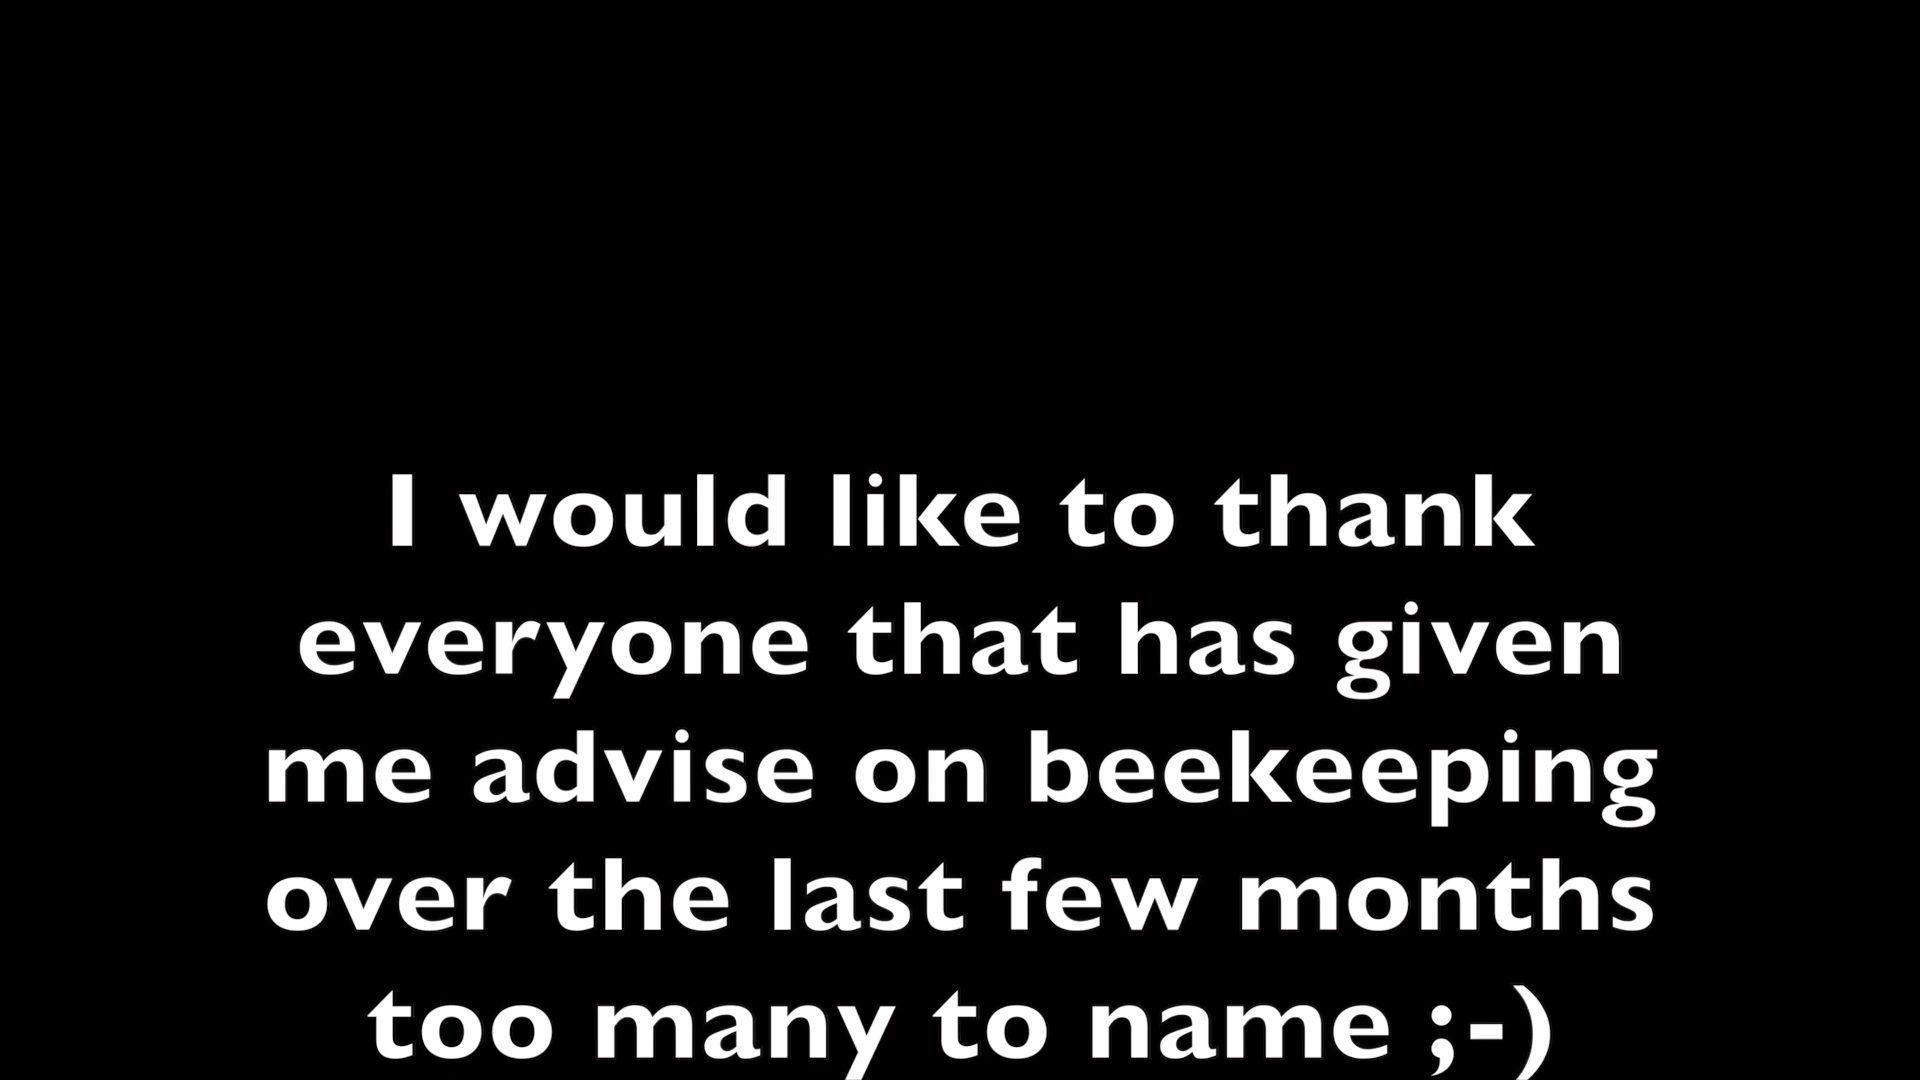 I would like to thank
everyone that has given
me advise on beekeeping
over the last few months
too many to name ;-)